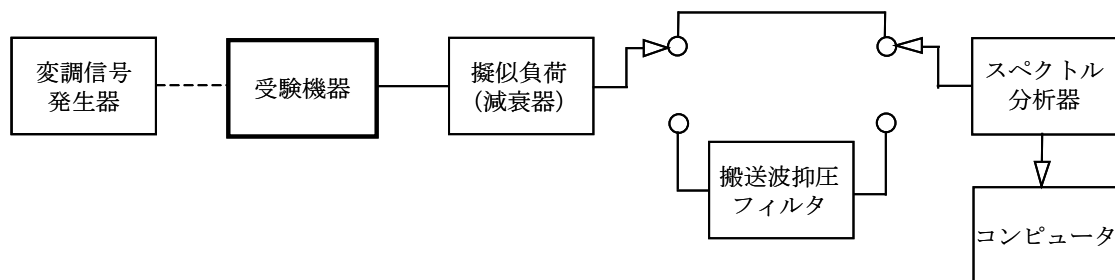 変調信号
発生器
受験機器
擬似負荷
（減衰器）
スペクトル
分析器
搬送波抑圧
フィルタ
コンピュータ